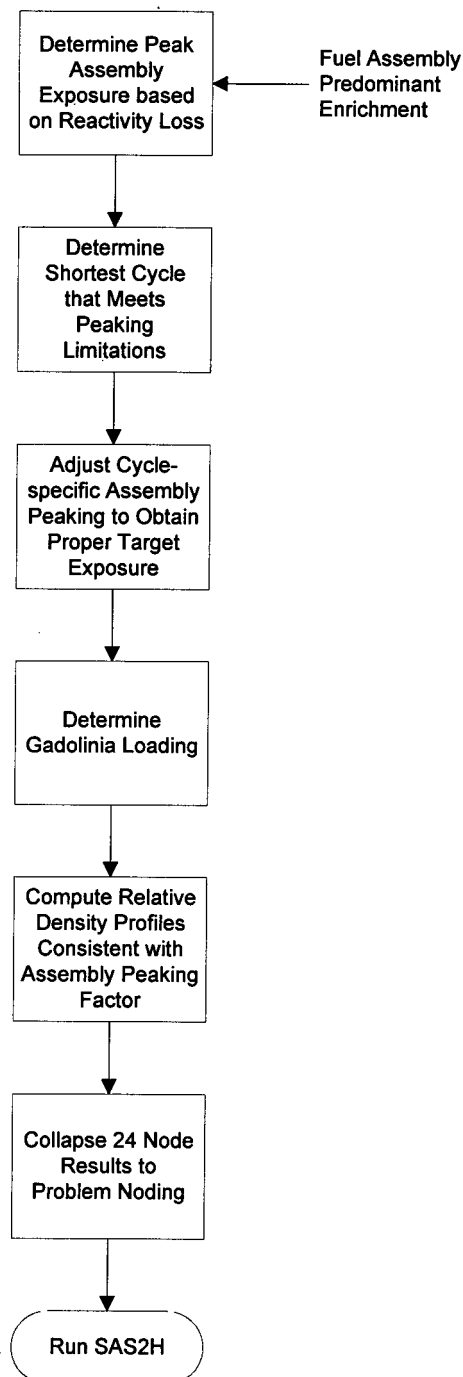 Determine Peak
Assembly
Exposure based
on Reactivity Loss
Fuel Assembly
Predominant
Enrichment
Determine
Shortest Cycle
that Meets
Peaking
Limitations
Adjust Cycle-
specific Assembly
Peaking to Obtain
Proper Target
Exposure
Determine
Gadolinia Loading
Compute Relative
Density Profiles
Consistent with
Assembly Peaking
Factor
Collapse 24 Node
Results to
Problem Noding
Run SAS2H